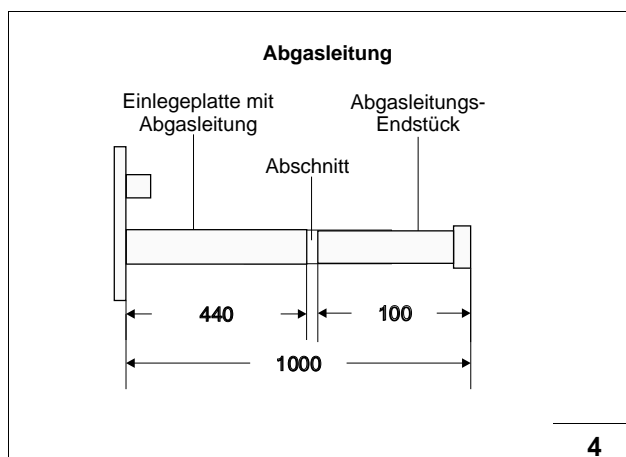 Abgasleitung
Einlegeplatte mit
Abgasleitung
Abgasleitungs-
Endstück
Abschnitt
440
100
1000
4